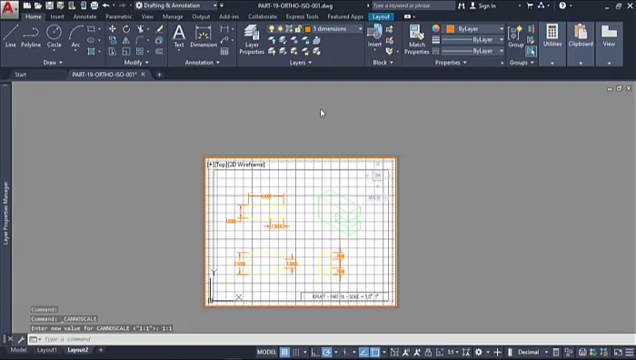 Drafting & Annotation
PART-19-ORTHO-ISO-001.dwg
Type a keyword or phrase
Sign In
Home
Insert
Annotate
Parametric
View
Manage
Output
Add-ins
Collaborate
Express Tools
Featured Apps
Layout
Line
Polyline
Circle
Arc
Text
Dimension
Layer
Properties
5 dimensions
Insert
Match
Properties
ByLayer
ByLayer
ByLayer
Group
Utilities
Clipboard
View
Draw
Modify
Annotation
Layers
Block
Properties
Groups
Start
PART-19-ORTHO-ISO-001*
Layer Properties Manager
[+][Top][2D Wireframe]
Y
X
Command:
Command: _CANNOSCALE
Enter new value for CANNOSCALE <"1:1">: 1:1
Type a command
Model
Layout1
Layout2
MODEL
1:1
Decimal